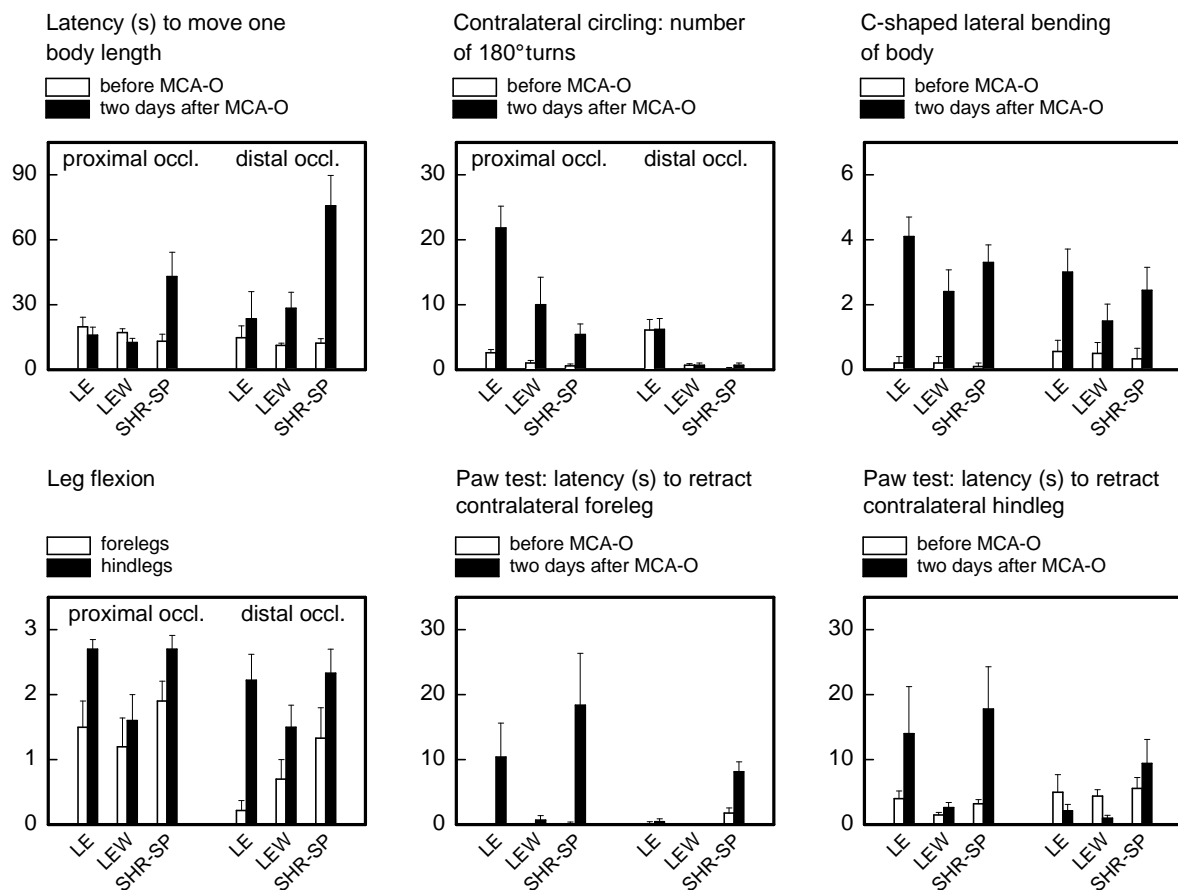 Latency (s) to move one
body length
before MCA-O
two days after MCA-O
proximal occl. distal occl.
90
60
30
0
LE LEW SHR-SP LE LEW SHR-SP
Contralateral circling: number
of 180°turns
before MCA-O
two days after MCA-O
proximal occl. distal occl.
30
20
10
0
LE LEW SHR-SP LE LEW SHR-SP
C-shaped lateral bending
of body
before MCA-O
two days after MCA-O
6
4
2
0
LE LEW SHR-SP LE LEW SHR-SP
Leg flexion
forelegs
hindlegs
proximal occl. distal occl.
3
2
1
0
LE LEW SHR-SP LE LEW SHR-SP
Paw test: latency (s) to retract
contralateral foreleg
before MCA-O
two days after MCA-O
30
20
10
0
LE LEW SHR-SP LE LEW SHR-SP
Paw test: latency (s) to retract
contralateral hindleg
before MCA-O
two days after MCA-O
30
20
10
0
LE LEW SHR-SP LE LEW SHR-SP